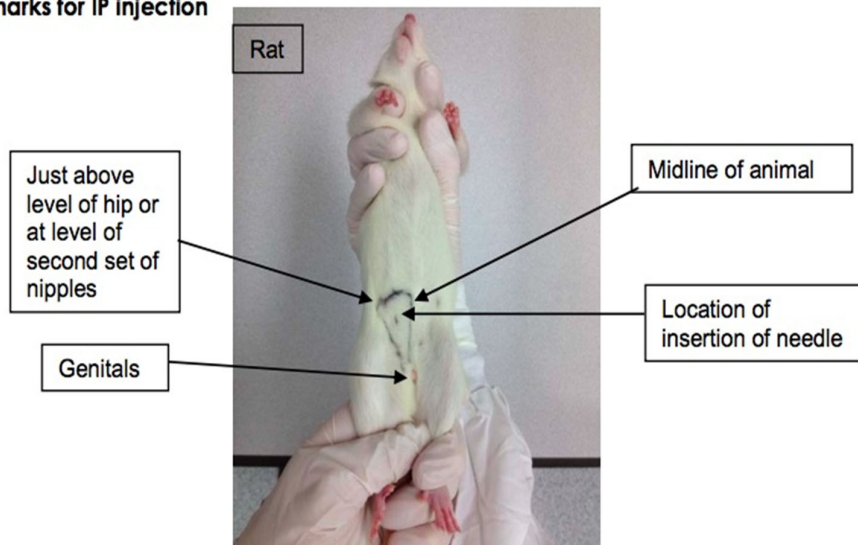 marks for IP injection
Rat
Just above
level of hip or
at level of
second set of
nipples
Midline of animal
Location of
insertion of needle
Genitals